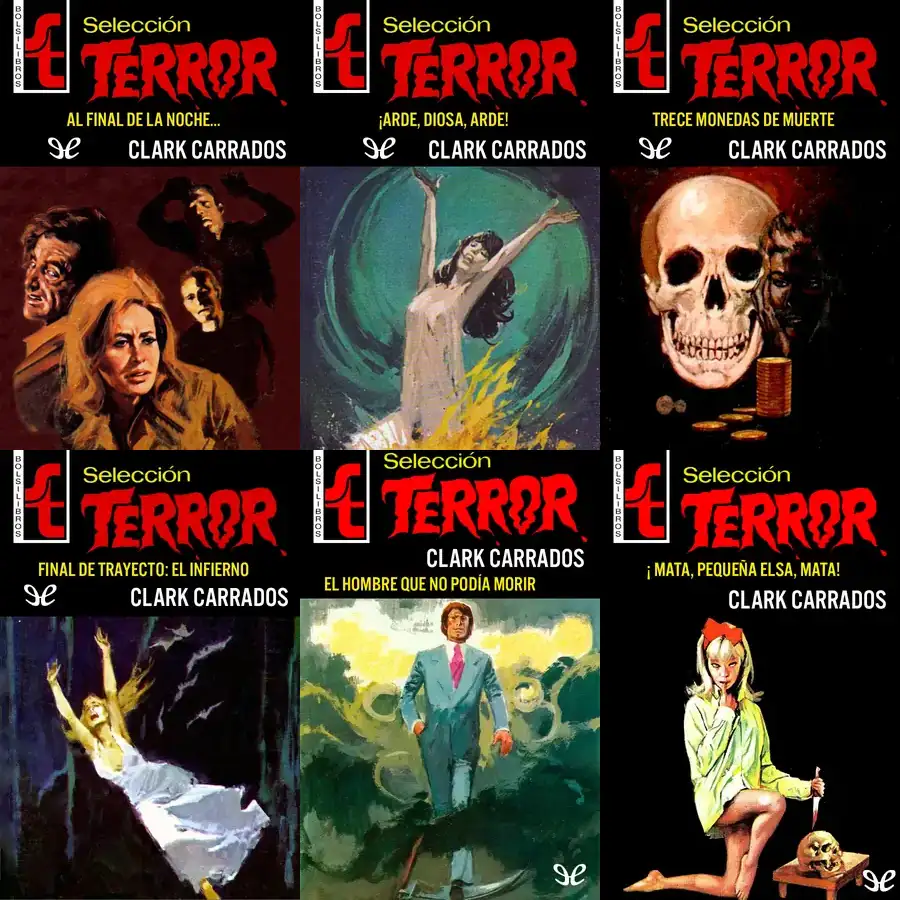 BOLSILIBROS
Selección
TERROR
AL FINAL DE LA NOCHE...
CLARK CARRADOS
BOLSILIBROS
Selección
TERROR
¡ARDE, DIOSA, ARDE!
CLARK CARRADOS
BOLSILIBROS
Selección
TERROR
TRECE MONEDAS DE MUERTE
CLARK CARRADOS
BOLSILIBROS
Selección
TERROR
FINAL DE TRAYECTO: EL INFIERNO
CLARK CARRADOS
BOLSILIBROS
Selección
TERROR
CLARK CARRADOS
EL HOMBRE QUE NO PODÍA MORIR
BOLSILIBROS
Selección
TERROR
¡ MATA, PEQUEÑA ELSA, MATA!
CLARK CARRADOS